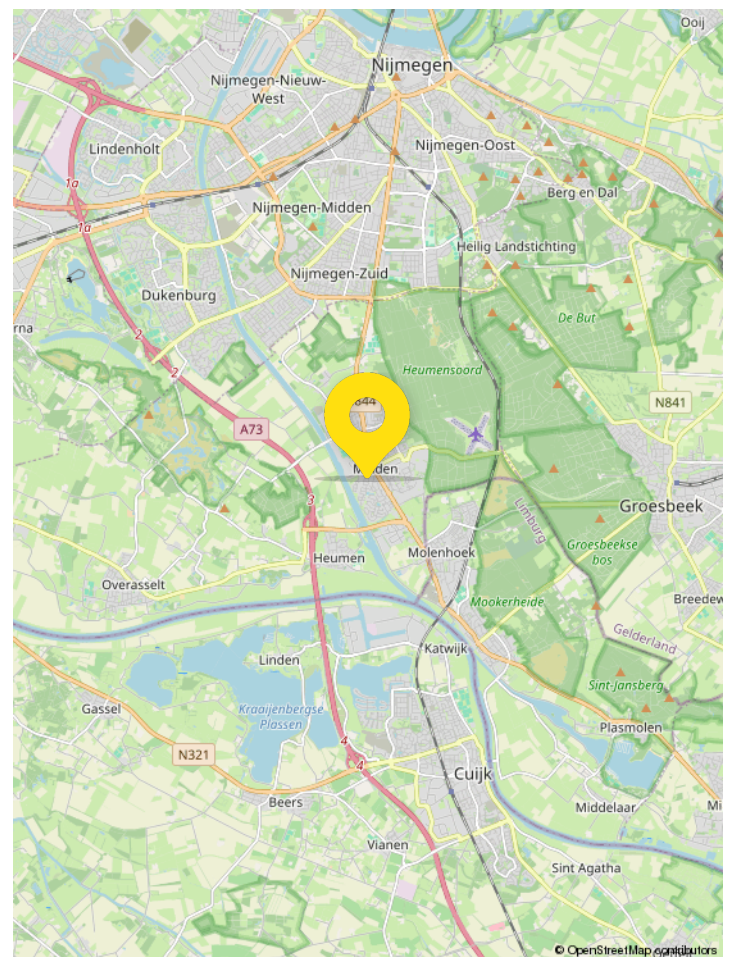 Ooij
Nijmegen
Nijmegen-Nieuw-
West
Lindenholt
Nijmegen-Oost
1a
Berg en Dal
Nijmegen-Midden
1a
Heilig Landstichting
Nijmegen-Zuid
Dukenburg
De But
rna
2
Heumensoord
2
844
N841
A73
3
Limburg
Groesbeek
Molenhoek
Groesbeekse
bos
Heumen
Overasselt
Mookerheide
Breedew
Gelderland
Katwijk
Linden
Sint-Jansberg
Gassel
Kraaijenbergse
Plassen
Plasmolen
4
N321
4
Cuijk
Beers
Middelaar
Mi
Vianen
Sint Agatha
© OpenStreetMap contributors